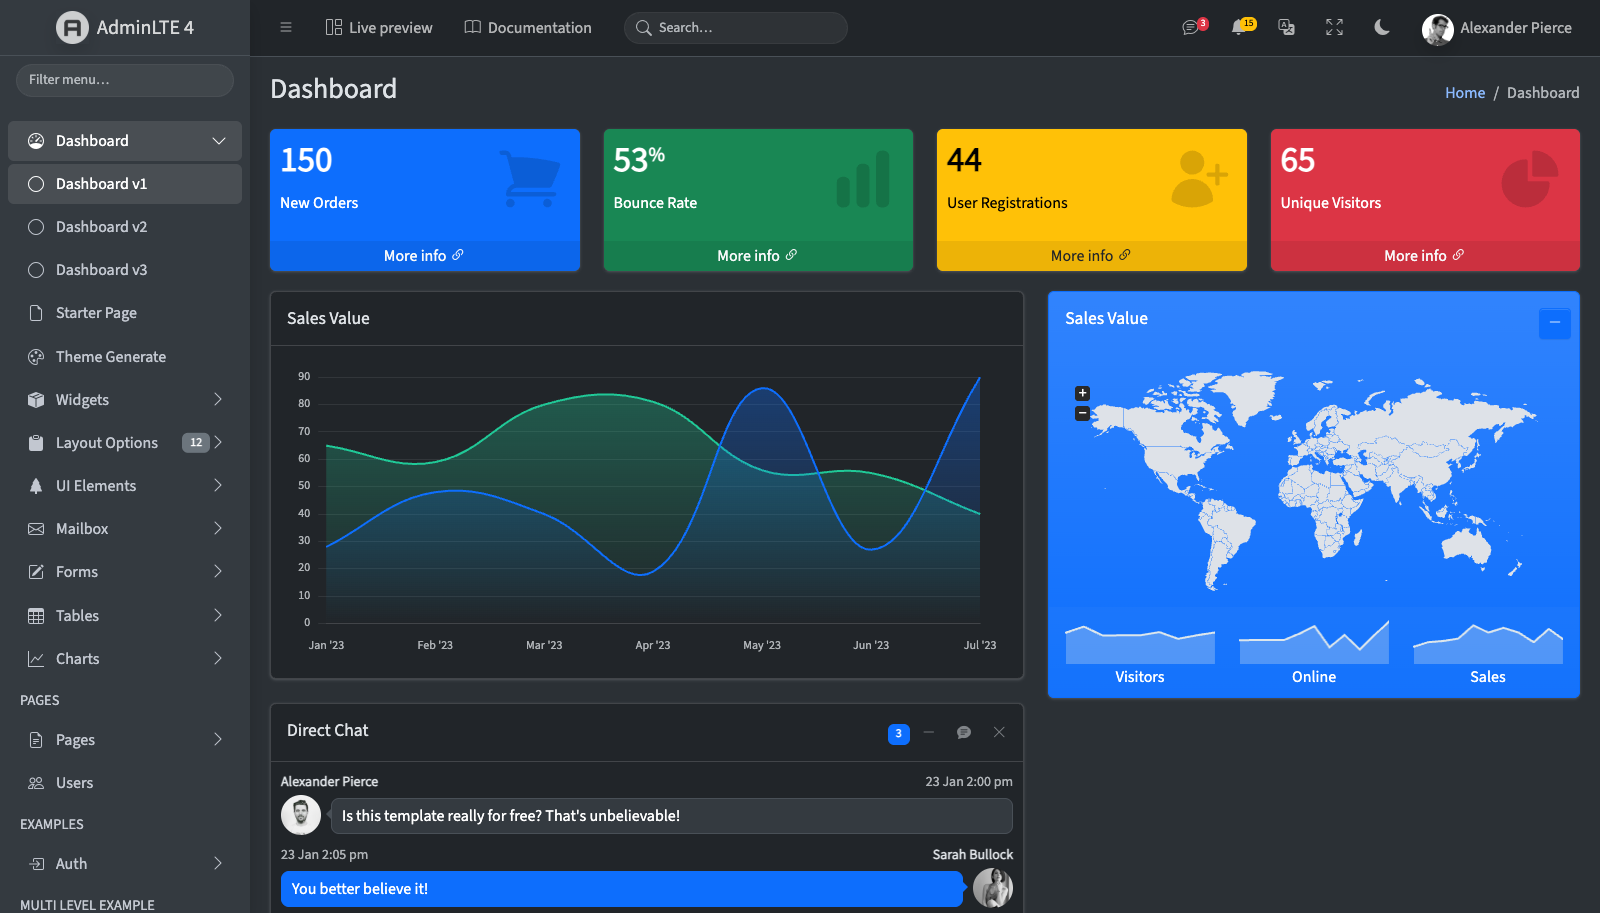 AdminLTE 4
Live preview
Documentation
Search…
3
15
Alexander Pierce
Filter menu…
Dashboard
Dashboard v1
Dashboard v2
Dashboard v3
Starter Page
Theme Generate
Widgets
Layout Options
12
UI Elements
Mailbox
Forms
Tables
Charts
PAGES
Pages
Users
EXAMPLES
Auth
MULTI LEVEL EXAMPLE
Dashboard
Home / Dashboard
150
New Orders
More info
53%
Bounce Rate
More info
44
User Registrations
More info
65
Unique Visitors
More info
Sales Value
90
80
70
60
50
40
30
20
10
0
Jan '23
Feb '23
Mar '23
Apr '23
May '23
Jun '23
Jul '23
Sales Value
+
−
Visitors
Online
Sales
Direct Chat
3
Alexander Pierce
23 Jan 2:00 pm
Is this template really for free? That's unbelievable!
23 Jan 2:05 pm
Sarah Bullock
You better believe it!